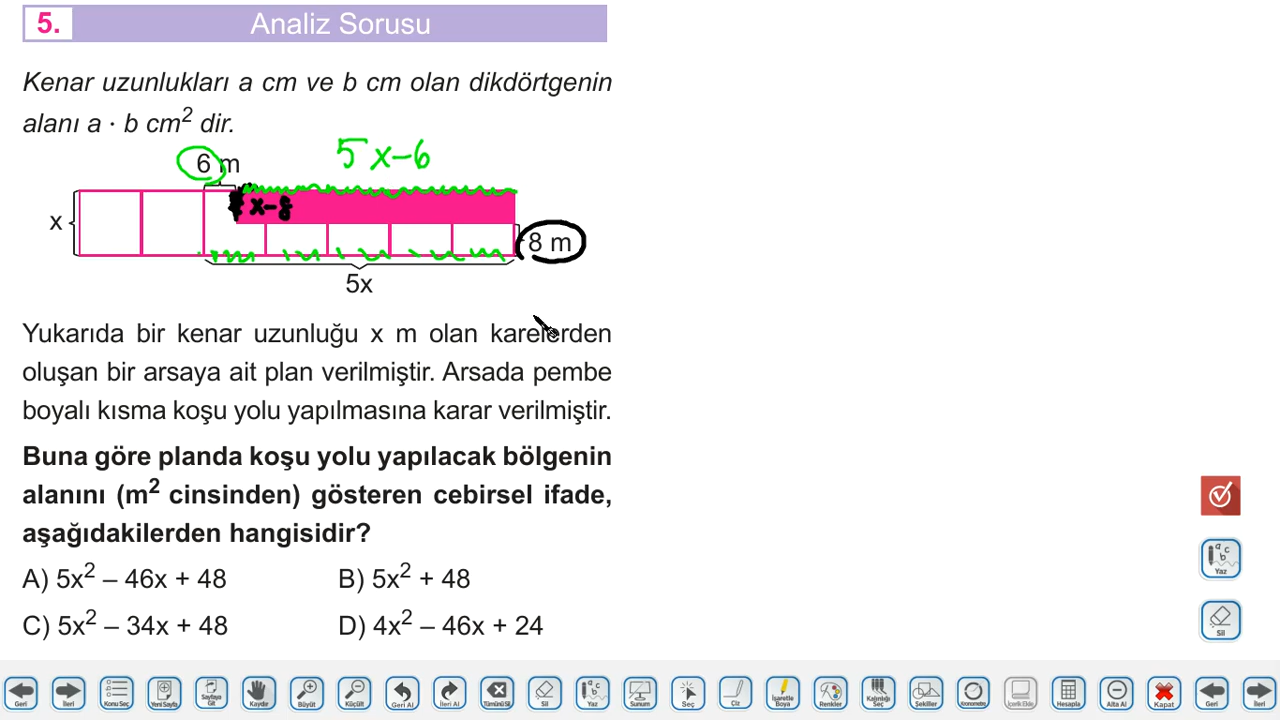 5. Analiz Sorusu
Kenar uzunlukları a cm ve b cm olan dikdörtgenin
alanı a · b cm² dir.
6 m
5x-6
x
x-8
8 m
5x
Yukarıda bir kenar uzunluğu x m olan karelerden
oluşan bir arsaya ait plan verilmiştir. Arsada pembe
boyalı kısma koşu yolu yapılmasına karar verilmiştir.
Buna göre planda koşu yolu yapılacak bölgenin
alanını (m² cinsinden) gösteren cebirsel ifade,
aşağıdakilerden hangisidir?
A) 5x² – 46x + 48 B) 5x² + 48
C) 5x² – 34x + 48 D) 4x² – 46x + 24
a b c
Yaz
Sil
Geri İleri Konu Seç Yeni Sayfa Sayfaya Git Kaydır Büyüt Küçült Geri Al İleri Al Tümünü Sil Sil Yaz Sunum Seç Çiz İşaretle Boya Renkler Kalınlığı Seç Şekiller Kronometre İçerik Ekle Hesapla Alta Al Kapat Geri İleri